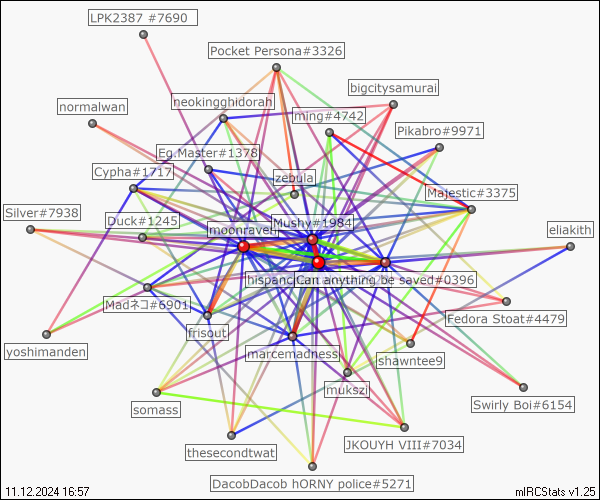 LPK2387 #7690
Pocket Persona#3326
bigcitysamurai
neokingghidorah
normalwan
ming#4742
Pikabro#9971
Eg.Master#1378
Cypha#1717
zebula
Majestic#3375
Silver#7938
Duck#1245
Mushy#1984
moonraven
eliakith
hispanc
Can anything be saved#0396
Madネコ#6901
Fedora Stoat#4479
frisout
yoshimanden
marcemadness
shawntee9
mukszi
somass
Swirly Boi#6154
JKOUYH VIII#7034
thesecondtwat
DacobDacob hORNY police#5271
11.12.2024 16:57
mIRCStats v1.25